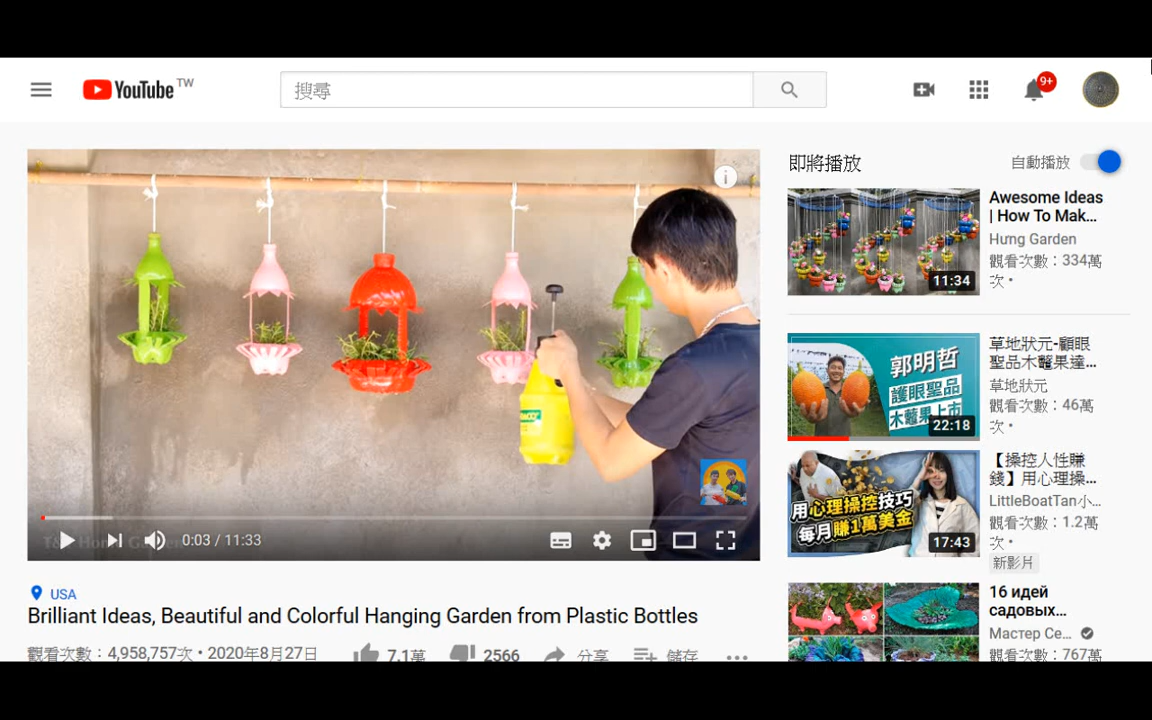 YouTube TW
搜尋
9+
即將播放
自動播放
Awesome Ideas
| How To Mak...
Hưng Garden
觀看次數：334萬
次・
11:34
草地狀元-顧眼
聖品木虌果達...
草地狀元
觀看次數：46萬
次・
郭明哲
護眼聖品
木虌果上市
22:18
【操控人性賺
錢】用心理操...
LittleBoatTan小...
觀看次數：1.2萬
次・
新影片
用心理操控技巧
每月賺1萬美金
17:43
16 идей
садовых...
Мастер Се...
觀看次數：767萬
0:03 / 11:33
USA
Brilliant Ideas, Beautiful and Colorful Hanging Garden from Plastic Bottles
觀看次數：4,958,757次・2020年8月27日
7.1萬
2566
分享
儲存